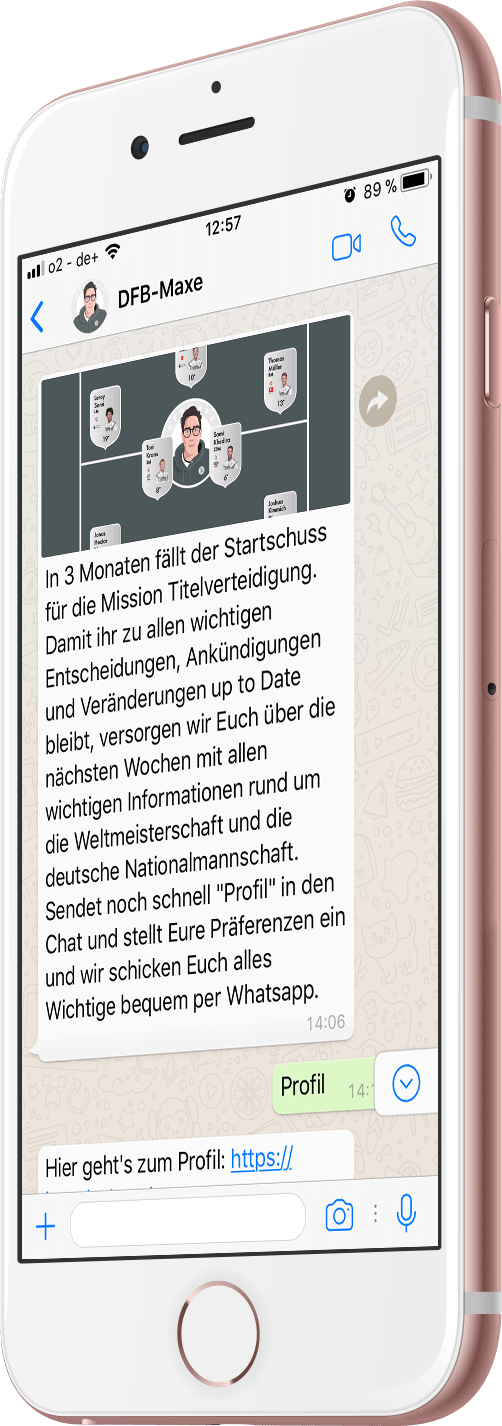 12:57
89 %
o2 - de+
DFB-Maxe
10'
Leroy
Sané
LM
19'
Thomas
Müller
RM
13'
Toni
Kroos
ZM
8'
Sami
Khedira
ZDM
6'
Joshua
Kimmich
Jonas
Hector
In 3 Monaten fällt der Startschuss
für die Mission Titelverteidigung.
Damit ihr zu allen wichtigen
Entscheidungen, Ankündigungen
und Veränderungen up to Date
bleibt, versorgen wir Euch über die
nächsten Wochen mit allen
wichtigen Informationen rund um
die Weltmeisterschaft und die
deutsche Nationalmannschaft.
Sendet noch schnell "Profil" in den
Chat und stellt Eure Präferenzen ein
und wir schicken Euch alles
Wichtige bequem per Whatsapp.
14:06
Profil 14:1
Hier geht's zum Profil: https://